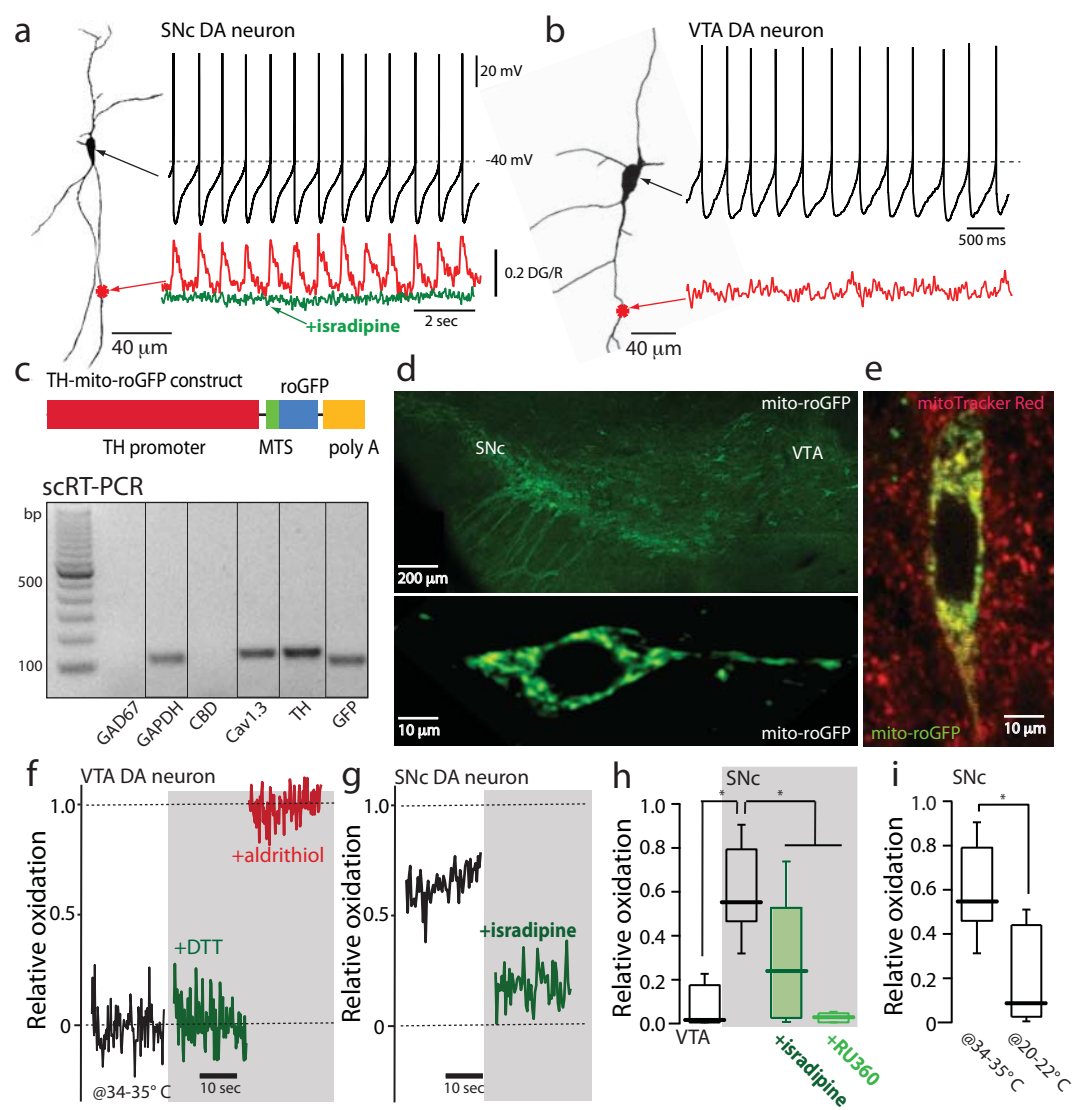 a
SNc DA neuron
20 mV
-40 mV
0.2 DG/R
+isradipine
2 sec
40 μm
b
VTA DA neuron
500 ms
40 μm
c
TH-mito-roGFP construct
roGFP
TH promoter
MTS
poly A
scRT-PCR
bp
500
100
GAD67
GAPDH
CBD
Cav1.3
TH
GFP
d
mito-roGFP
SNc
VTA
200 μm
10 μm
mito-roGFP
e
mitoTracker Red
mito-roGFP
10 μm
f
VTA DA neuron
Relative oxidation
1.0
0.5
0
+aldrithiol
+DTT
@34-35° C
10 sec
g
SNc DA neuron
Relative oxidation
1.0
0.5
0
+isradipine
10 sec
h
SNc
Relative oxidation
1.0
0.8
0.6
0.4
0.2
0.0
*
*
VTA
+isradipine
+RU360
i
SNc
Relative oxidation
1.0
0.8
0.6
0.4
0.2
0.0
*
@34-35° C
@20-22° C